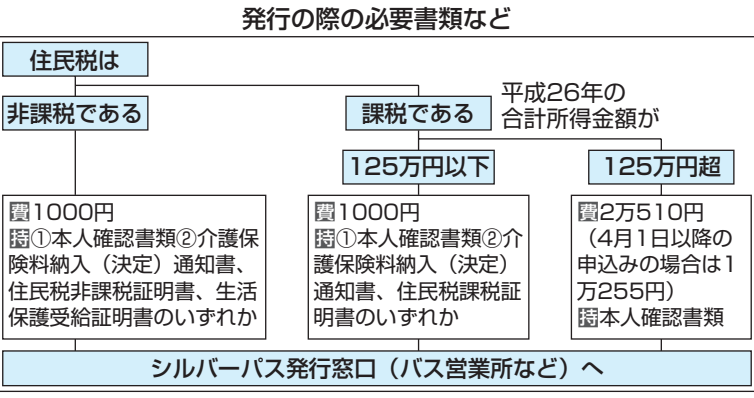 発行の際の必要書類など
住民税は
非課税である
課税である
平成26年の
合計所得金額が
125万円以下
125万円超
費1000円
持①本人確認書類②介護保
険料納入（決定）通知書、
住民税非課税証明書、生活
保護受給証明書のいずれか
費1000円
持①本人確認書類②介
護保険料納入（決定）
通知書、住民税課税証
明書のいずれか
費2万510円
（4月1日以降の
申込みの場合は1
万255円）
持本人確認書類
シルバーパス発行窓口（バス営業所など）へ